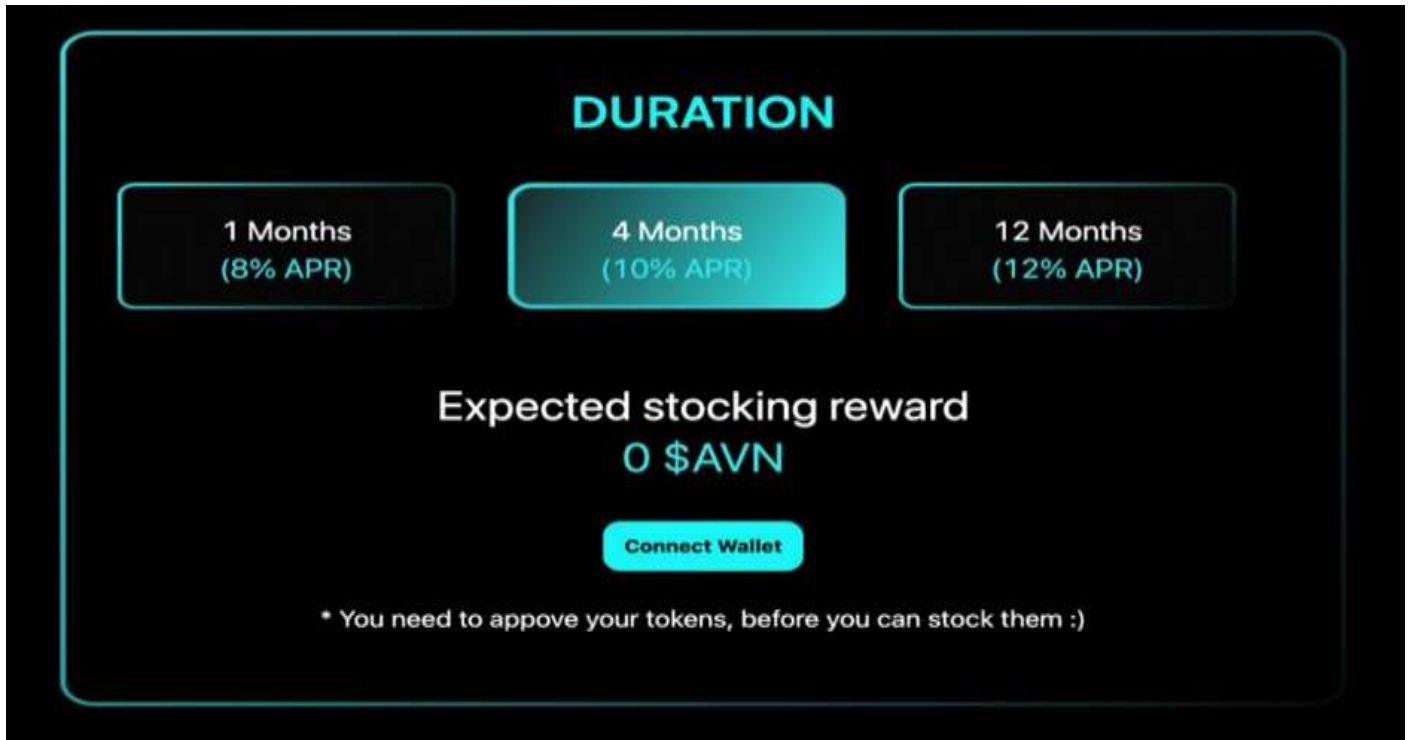 DURATION
1 Months
(8% APR)
4 Months
(10% APR)
12 Months
(12% APR)
Expected stocking reward
0 $AVN
Connect Wallet
* You need to appove your tokens, before you can stock them :)